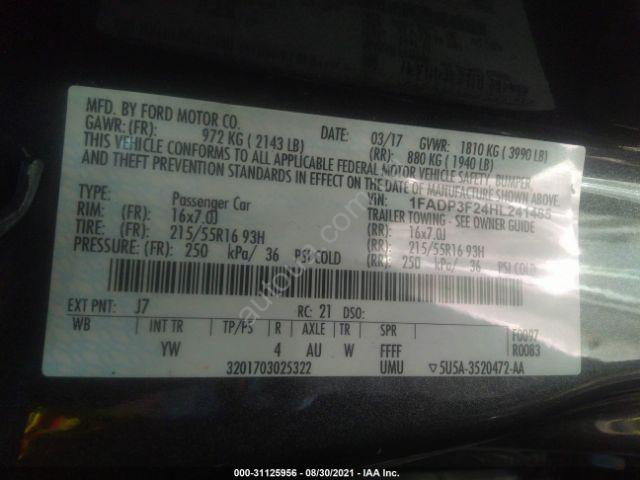 MFD. BY FORD MOTOR CO.
DATE: 03/17 GVWR: 1810 KG ( 3990 LB)
GAWR: (FR): 972 KG ( 2143 LB) (RR): 880 KG ( 1940 LB)
THIS VEHICLE CONFORMS TO ALL APPLICABLE FEDERAL MOTOR VEHICLE SAFETY, BUMPER,
AND THEFT PREVENTION STANDARDS IN EFFECT ON THE DATE OF MANUFACTURE SHOWN ABOVE.
VIN: 1FADP3F24HL241485
TYPE: Passenger Car TRAILER TOWING - SEE OWNER GUIDE
RIM: (FR) 16x7.0J (RR): 16x7.0J
TIRE: (FR): 215/55R16 93H (RR): 215/55R16 93H
PRESSURE: (FR) 250 kPa/ 36 PSI COLD (RR): 250 kPa/ 36 PSI COLD
EXT PNT: J7 RC: 21 DSO:
WB INT TR TP/PS R AXLE TR SPR F0097
YW 4 AU W FFFF R0083
3201703025322 UMU 5U5A-3520472-AA
000-31125956 - 08/30/2021 - IAA Inc.